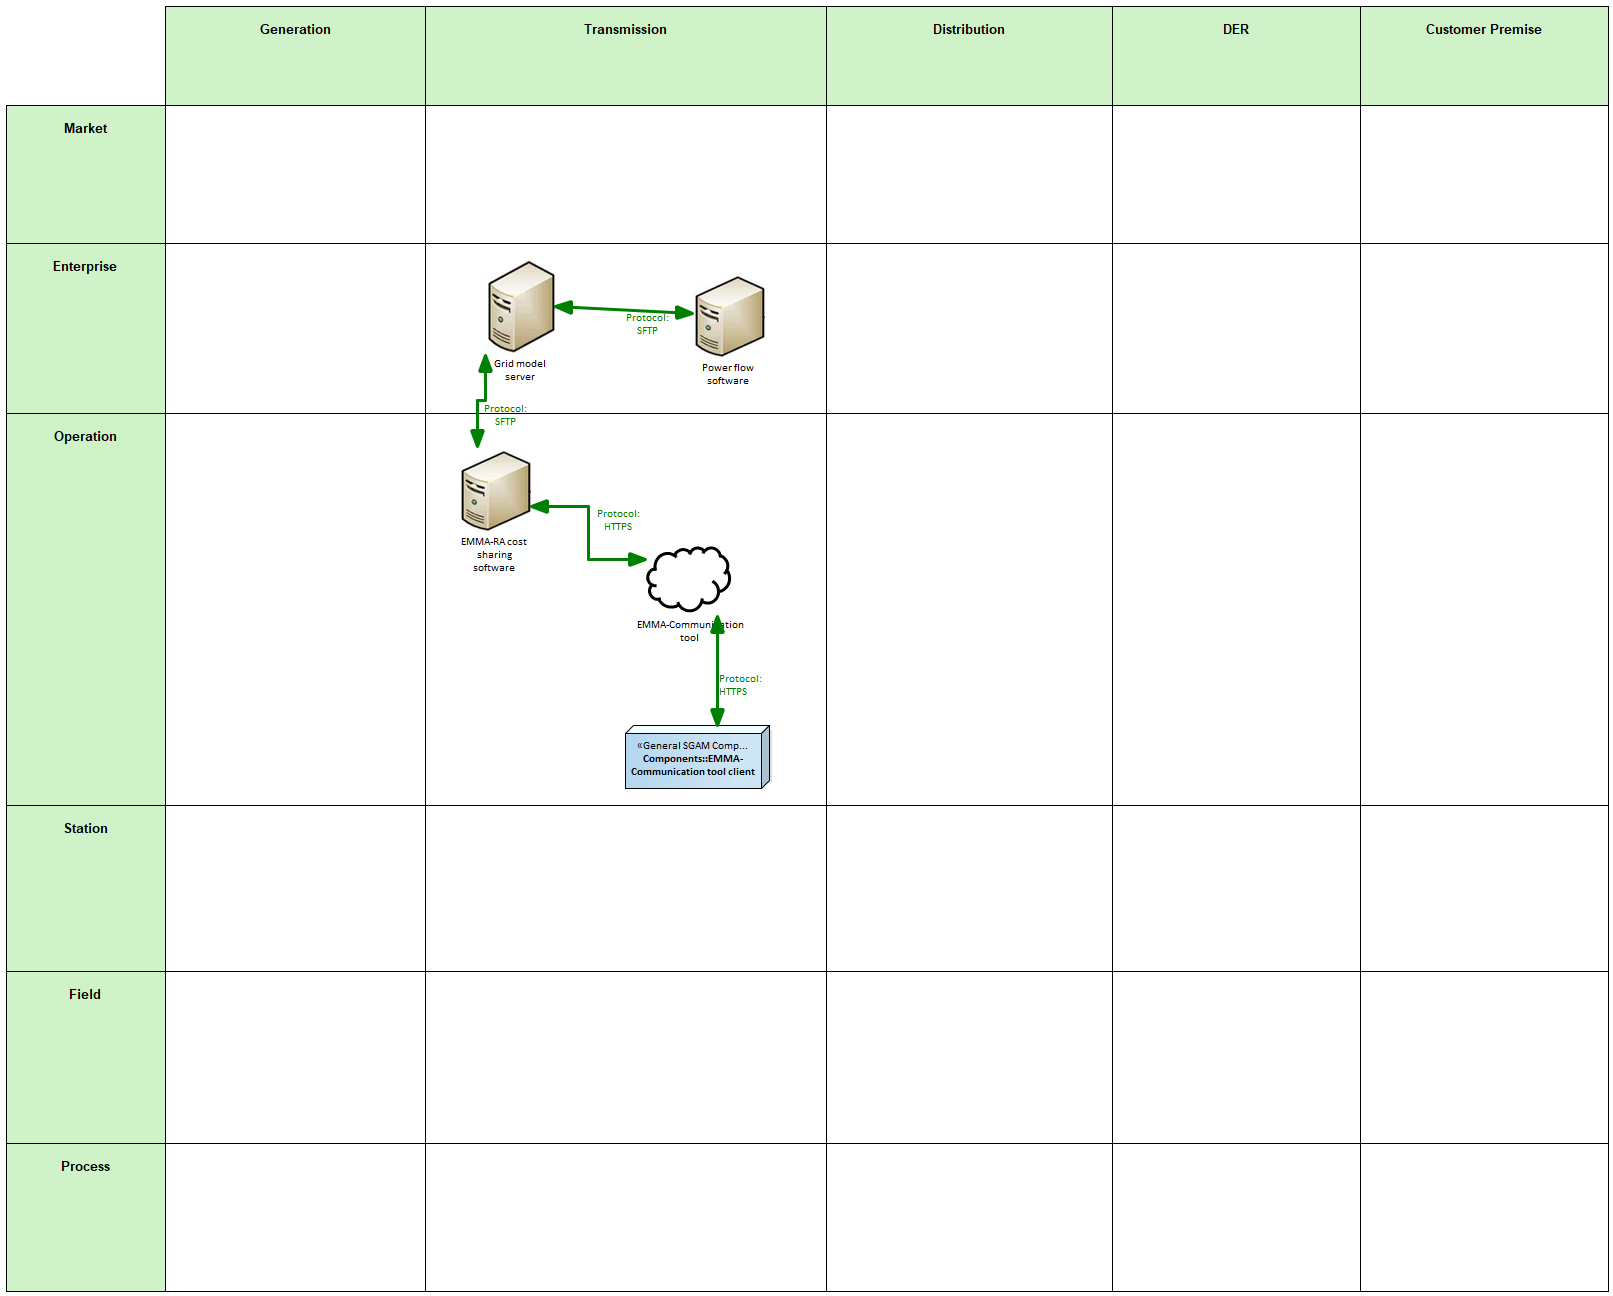 Generation
Transmission
Distribution
DER
Customer Premise
Market
Enterprise
Protocol:
SFTP
Grid model
server
Power flow
software
Protocol:
SFTP
Operation
Protocol:
HTTPS
EMMA-RA cost
sharing
software
EMMA-Communication
tool
Protocol:
HTTPS
«General SGAM Comp...
Components::EMMA-
Communication tool client
Station
Field
Process